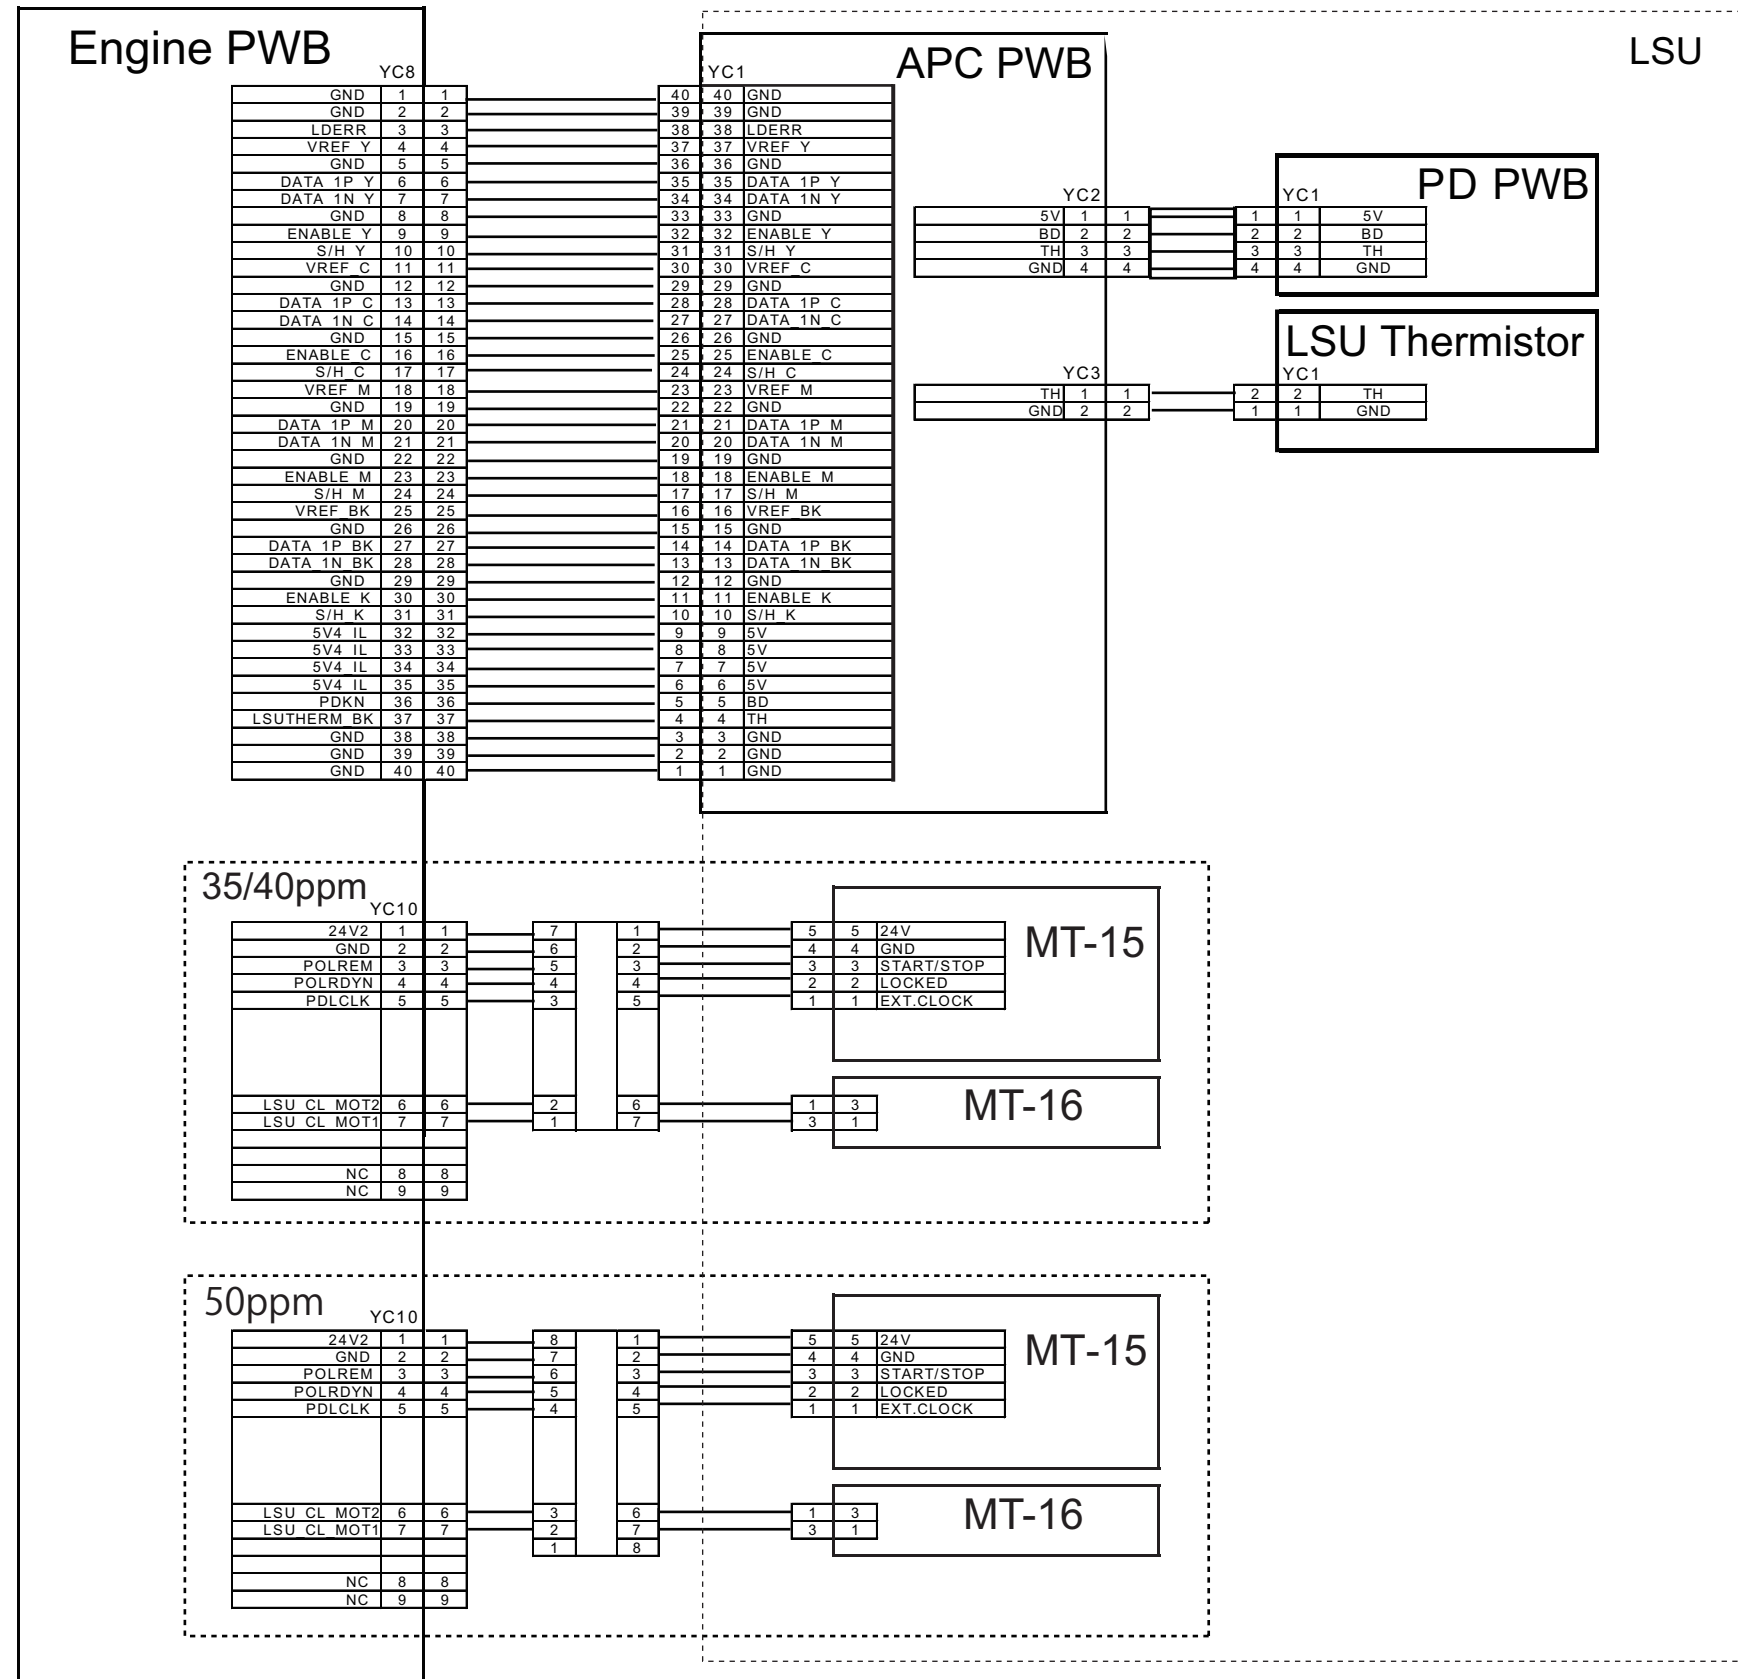 Engine PWB
APC PWB
LSU
YC8
YC1
GND 1 1 40 40 GND
GND 2 2 39 39 GND
LDERR 3 3 38 38 LDERR
VREF_Y 4 4 37 37 VREF_Y
GND 5 5 36 36 GND
DATA_1P_Y 6 6 35 35 DATA_1P_Y
DATA_1N_Y 7 7 34 34 DATA_1N_Y
GND 8 8 33 33 GND
ENABLE_Y 9 9 32 32 ENABLE_Y
S/H_Y 10 10 31 31 S/H_Y
VREF_C 11 11 30 30 VREF_C
GND 12 12 29 29 GND
DATA_1P_C 13 13 28 28 DATA_1P_C
DATA_1N_C 14 14 27 27 DATA_1N_C
GND 15 15 26 26 GND
ENABLE_C 16 16 25 25 ENABLE_C
S/H_C 17 17 24 24 S/H_C
VREF_M 18 18 23 23 VREF_M
GND 19 19 22 22 GND
DATA_1P_M 20 20 21 21 DATA_1P_M
DATA_1N_M 21 21 20 20 DATA_1N_M
GND 22 22 19 19 GND
ENABLE_M 23 23 18 18 ENABLE_M
S/H_M 24 24 17 17 S/H_M
VREF_BK 25 25 16 16 VREF_BK
GND 26 26 15 15 GND
DATA_1P_BK 27 27 14 14 DATA_1P_BK
DATA_1N_BK 28 28 13 13 DATA_1N_BK
GND 29 29 12 12 GND
ENABLE_K 30 30 11 11 ENABLE_K
S/H_K 31 31 10 10 S/H_K
5V4_IL 32 32 9 9 5V
5V4_IL 33 33 8 8 5V
5V4_IL 34 34 7 7 5V
5V4_IL 35 35 6 6 5V
PDKN 36 36 5 5 BD
LSUTHERM_BK 37 37 4 4 TH
GND 38 38 3 3 GND
GND 39 39 2 2 GND
GND 40 40 1 1 GND
PD PWB
YC2
YC1
5V 1 1 1 1 5V
BD 2 2 2 2 BD
TH 3 3 3 3 TH
GND 4 4 4 4 GND
LSU Thermistor
YC3
YC1
TH 1 1 2 2 TH
GND 2 2 1 1 GND
35/40ppm
YC10
MT-15
24V2 1 1 7 1 5 5 24V
GND 2 2 6 2 4 4 GND
POLREM 3 3 5 3 3 3 START/STOP
POLRDYN 4 4 4 4 2 2 LOCKED
PDLCLK 5 5 3 5 1 1 EXT.CLOCK
MT-16
LSU_CL_MOT2 6 6 2 6 1 3
LSU_CL_MOT1 7 7 1 7 3 1
NC 8 8
NC 9 9
50ppm
YC10
MT-15
24V2 1 1 8 1 5 5 24V
GND 2 2 7 2 4 4 GND
POLREM 3 3 6 3 3 3 START/STOP
POLRDYN 4 4 5 4 2 2 LOCKED
PDLCLK 5 5 4 5 1 1 EXT.CLOCK
MT-16
LSU_CL_MOT2 6 6 3 6 1 3
LSU_CL_MOT1 7 7 2 7 3 1
1 8
NC 8 8
NC 9 9